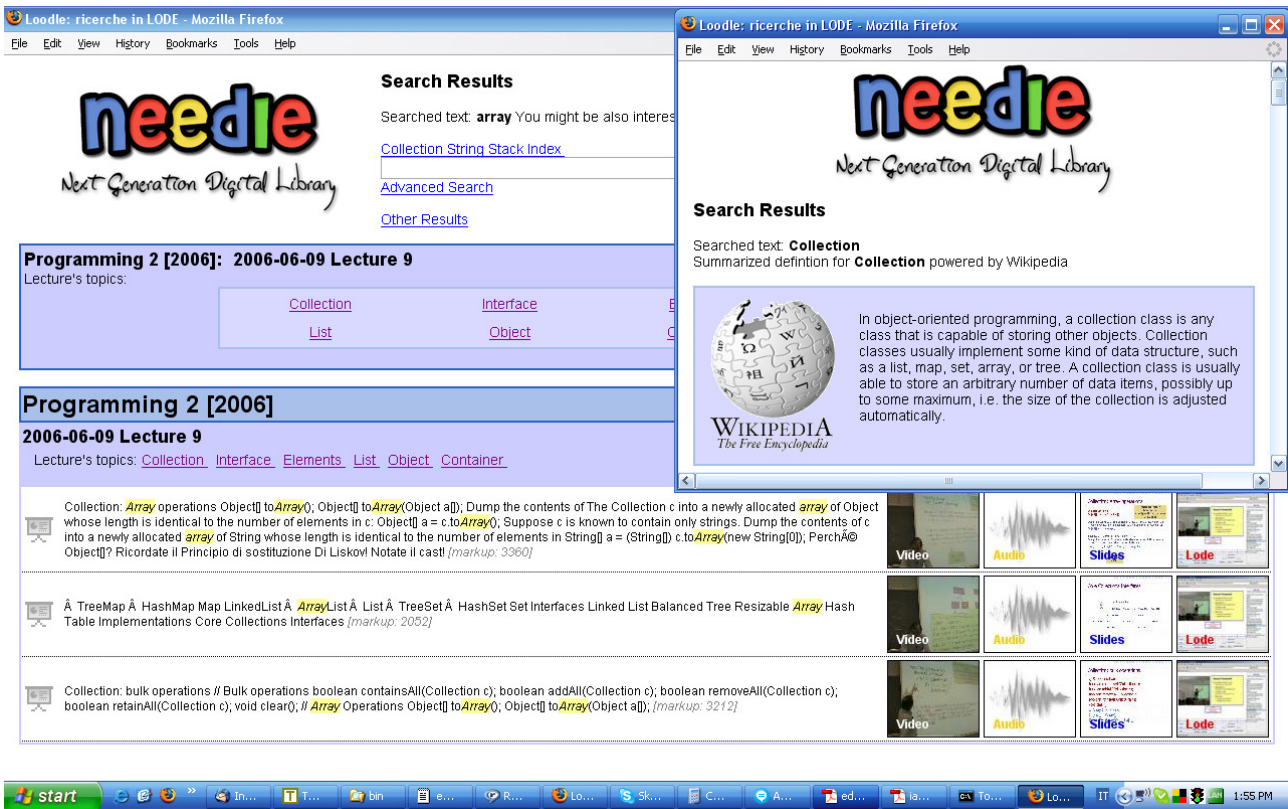 Loodle: ricerche in LODE - Mozilla Firefox
File Edit View History Bookmarks Tools Help
needle
Next Generation Digital Library
Search Results
Searched text: array You might be also interes
Collection String Stack Index
Advanced Search
Other Results
Programming 2 [2006]: 2006-06-09 Lecture 9
Lecture's topics:
Collection Interface E
List Object C
Loodle: ricerche in LODE - Mozilla Firefox
File Edit View History Bookmarks Tools Help
needle
Next Generation Digital Library
Search Results
Searched text: Collection
Summarized defintion for Collection powered by Wikipedia
WIKIPEDIA
The Free Encyclopedia
In object-oriented programming, a collection class is any
class that is capable of storing other objects. Collection
classes usually implement some kind of data structure, such
as a list, map, set, array, or tree. A collection class is usually
able to store an arbitrary number of data items, possibly up
to some maximum, i.e. the size of the collection is adjusted
automatically.
Programming 2 [2006]
2006-06-09 Lecture 9
Lecture's topics: Collection Interface Elements List Object Container
Collection: Array operations Object[] toArray(); Object[] toArray(Object a[]); Dump the contents of The Collection c into a newly allocated array of Object
whose length is identical to the number of elements in c: Object[] a = c.toArray(); Suppose c is known to contain only strings. Dump the contents of c
into a newly allocated array of String whose length is identical to the number of elements in String[] a = (String[]) c.toArray(new String[0]); PerchÃ©
Object[]? Ricordate il Principio di sostituzione Di Liskov! Notate il cast! [markup: 3360]
Video Audio Slides Lode
Â TreeMap Â HashMap Map LinkedList Â ArrayList Â List Â TreeSet Â HashSet Set Interfaces Linked List Balanced Tree Resizable Array Hash
Table Implementations Core Collections Interfaces [markup: 2052]
Video Audio Slides Lode
Collection: bulk operations // Bulk operations boolean containsAll(Collection c); boolean addAll(Collection c); boolean removeAll(Collection c);
boolean retainAll(Collection c); void clear(); // Array Operations Object[] toArray(); Object[] toArray(Object a[]); [markup: 3212]
Video Audio Slides Lode
start » In... T... bin e... R... Lo... Sk... C... A... ed... ia... To... Lo... IT 1:55 PM